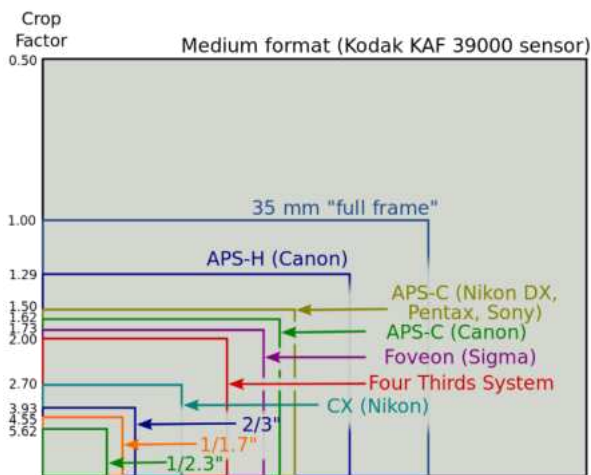 Crop
Factor
Medium format (Kodak KAF 39000 sensor)
0.50
35 mm "full frame"
1.00
APS-H (Canon)
1.29
APS-C (Nikon DX,
Pentax, Sony)
1.50
1.62
APS-C (Canon)
1.73
Foveon (Sigma)
2.00
Four Thirds System
2.70
CX (Nikon)
3.93
2/3"
4.55
1/1.7"
5.62
1/2.3"